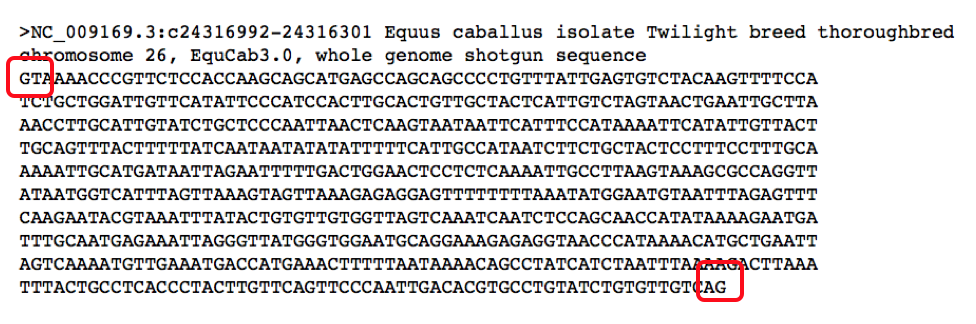 >NC_009169.3:c24316992-24316301 Equus caballus isolate Twilight breed thoroughbred
chromosome 26, EquCab3.0, whole genome shotgun sequence
GTAAAACCCGTTCTCCACCAAGCAGCATGAGCCAGCAGCCCCTGTTTATTGAGTGTCTACAAGTTTTCCA
TCTGCTGGATTGTTCATATTCCCATCCACTTGCACTGTTGCTACTCATTGTCTAGTAACTGAATTGCTTA
AACCTTGCATTGTATCTGCTCCCAATTAACTCAAGTAATAATTCATTTCCATAAAATTCATATTGTTACT
TGCAGTTTACTTTTTATCAATAATATATATTTTTCATTGCCATAATCTTCTGCTACTCCTTTCCTTTGCA
AAAATTGCATGATAATTAGAATTTTTGACTGGAACTCCTCTCAAAATTGCCTTAAGTAAAGCGCCAGGTT
ATAATGGTCATTTAGTTAAAGTAGTTAAAGAGAGGAGTTTTTTTTTAAATATGGAATGTAATTTAGAGTTT
CAAGAATACGTAAATTTATACTGTGTTGTGGTTAGTCAAATCAATCTCCAGCAACCATATAAAAGAATGA
TTTGCAATGAGAAATTAGGGTTATGGGTGGAATGCAGGAAAGAGAGGTAACCCATAAAACATGCTGAATT
AGTCAAAATGTTGAAATGACCATGAAACTTTTTAATAAAACAGCCTATCATCTAATTTAAAAGACTTAAA
TTTACTGCCTCACCCTACTTGTTCAGTTCCCAATTGACACGTGCCTGTATCTGTGTTGTCAG